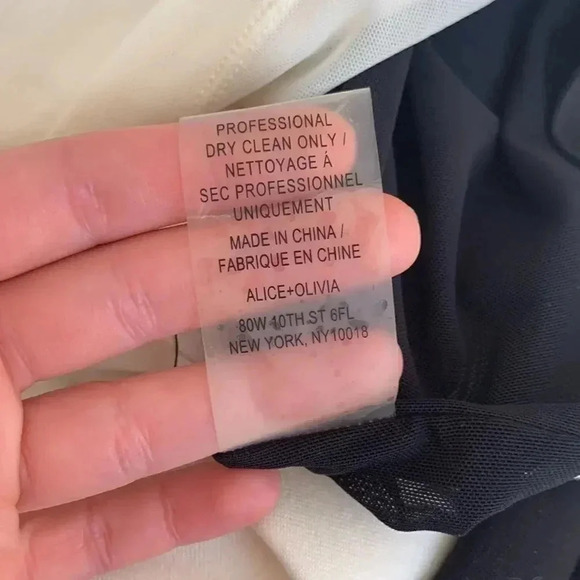 PROFESSIONAL
DRY CLEAN ONLY /
NETTOYAGE Á
SEC PROFESSIONNEL
UNIQUEMENT
MADE IN CHINA /
FABRIQUE EN CHINE
ALICE+OLIVIA
80W 40TH ST 6FL
NEW YORK, NY10018